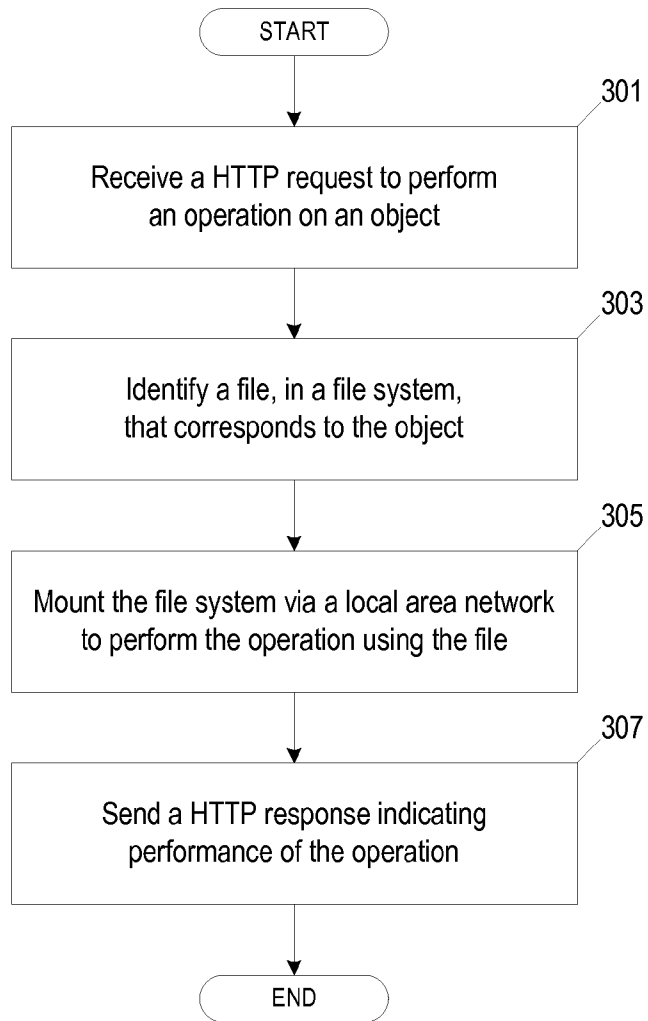 START
301
Receive a HTTP request to perform
an operation on an object
303
Identify a file, in a file system,
that corresponds to the object
305
Mount the file system via a local area network
to perform the operation using the file
307
Send a HTTP response indicating
performance of the operation
END